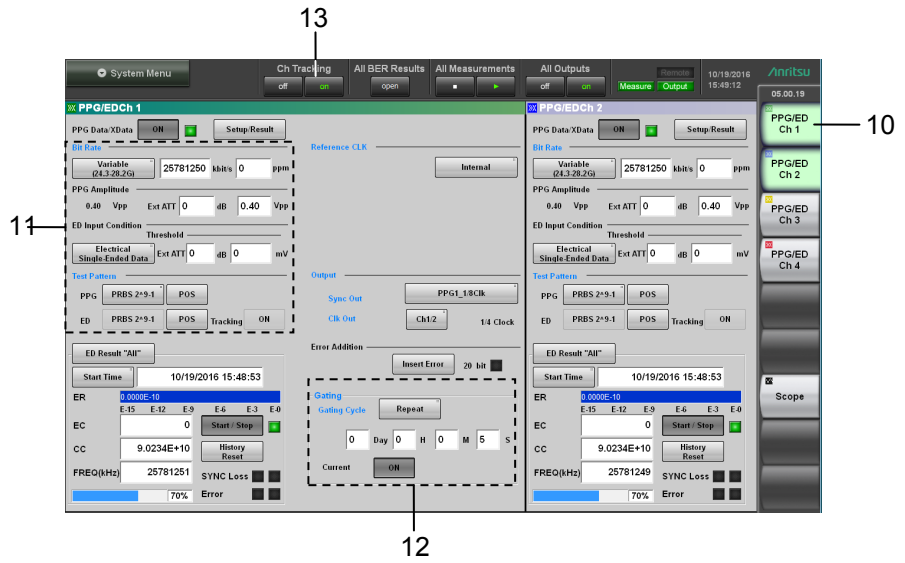 13
System Menu
Ch Tracking
off on
All BER Results
open
All Measurements
All Outputs
off on
Remote
Measure Output
10/19/2016
15:49:12
Anritsu
05.00.19
PPG/EDCh 1
PPG Data/XData ON Setup/Result
Bit Rate
Variable
(24.3-28.2G)
25781250 kbit/s 0 ppm
PPG Amplitude
0.40 Vpp Ext ATT 0 dB 0.40 Vpp
ED Input Condition
Threshold
Electrical
Single-Ended Data
Ext ATT 0 dB 0 mV
Test Pattern
PPG PRBS 2^9-1 POS
ED PRBS 2^9-1 POS Tracking ON
ED Result "All"
Start Time 10/19/2016 15:48:53
ER 0.0000E-10
E-15 E-12 E-9 E-6 E-3 E-0
EC 0 Start / Stop
CC 9.0234E+10 History
Reset
FREQ(kHz) 25781251 SYNC Loss
70% Error
Reference CLK
Internal
Output
Sync Out PPG1_1/8Clk
Clk Out Ch1/2 1/4 Clock
Error Addition
Insert Error 20 bit
Gating
Gating Cycle Repeat
0 Day 0 H 0 M 5 S
Current ON
PPG/EDCh 2
PPG Data/XData ON Setup/Result
Bit Rate
Variable
(24.3-28.2G)
25781250 kbit/s 0 ppm
PPG Amplitude
0.40 Vpp Ext ATT 0 dB 0.40 Vpp
ED Input Condition
Threshold
Electrical
Single-Ended Data
Ext ATT 0 dB 0 mV
Test Pattern
PPG PRBS 2^9-1 POS
ED PRBS 2^9-1 POS Tracking ON
ED Result "All"
Start Time 10/19/2016 15:48:53
ER 0.0000E-10
E-15 E-12 E-9 E-6 E-3 E-0
EC 0 Start / Stop
CC 9.0234E+10 History
Reset
FREQ(kHz) 25781249 SYNC Loss
70% Error
PPG/ED
Ch 1
PPG/ED
Ch 2
PPG/ED
Ch 3
PPG/ED
Ch 4
Scope
10
11
12